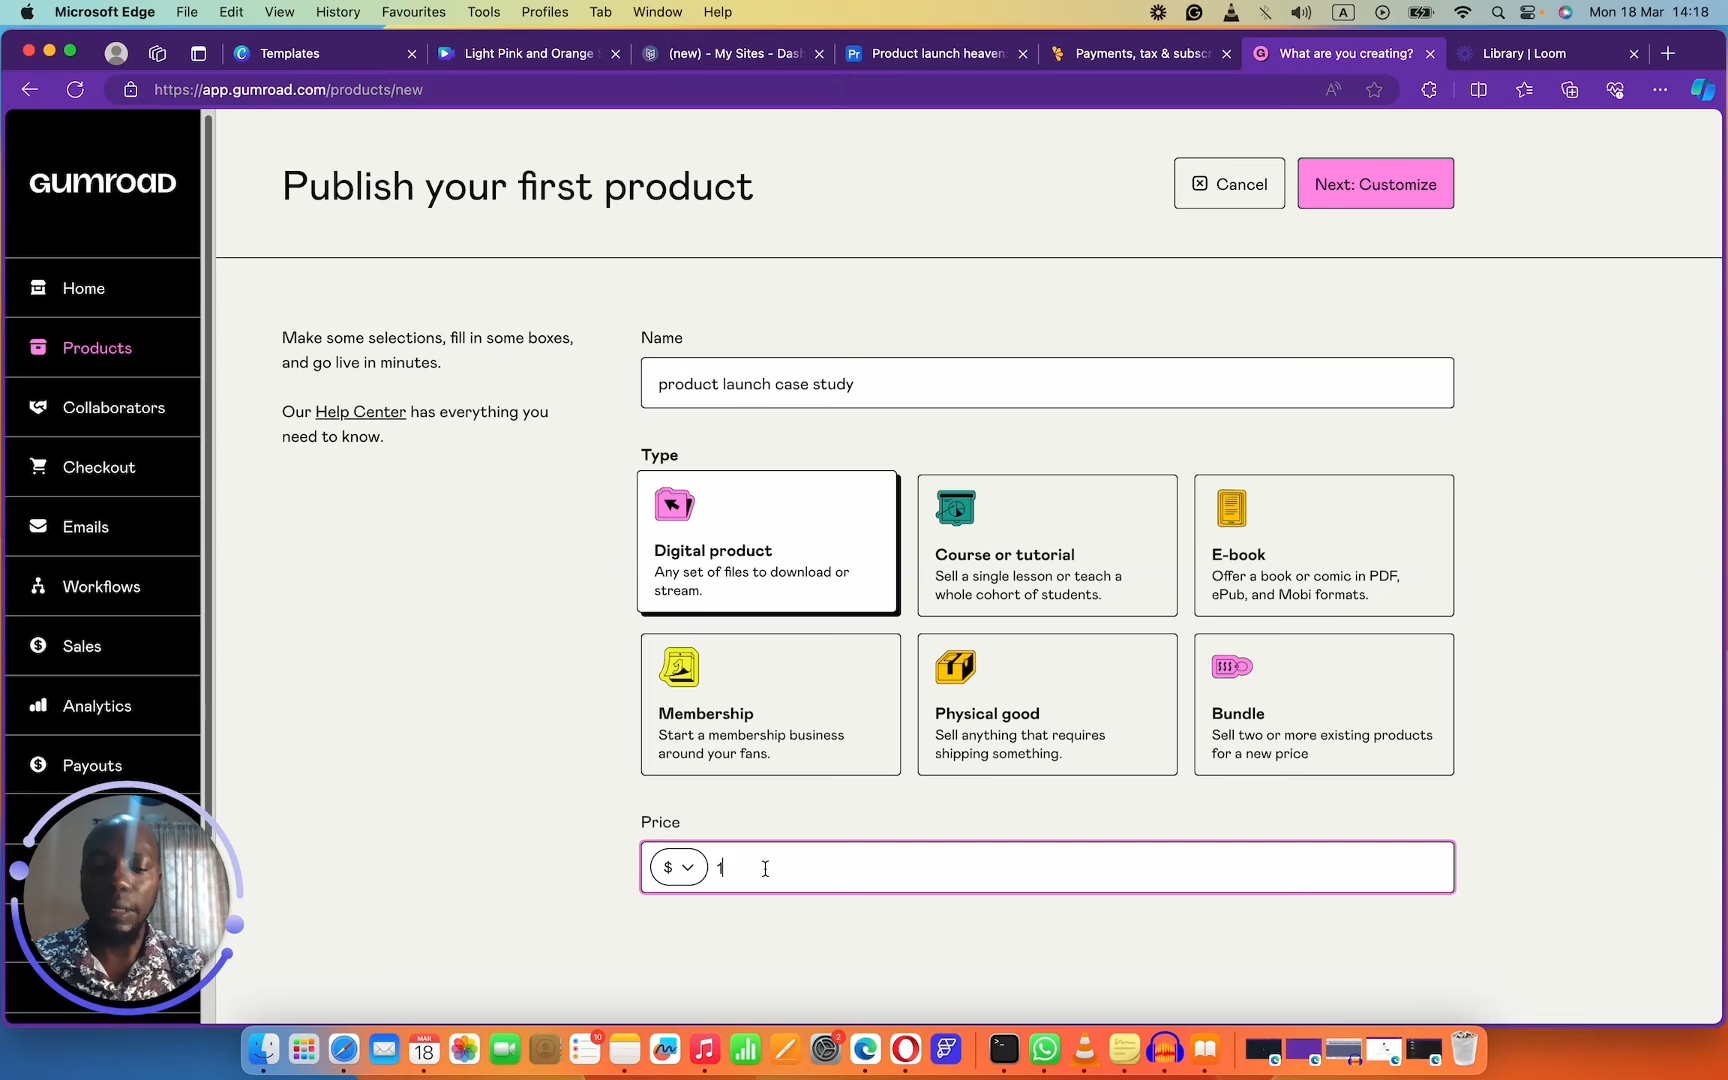 Microsoft Edge File Edit View History Favourites Tools Profiles Tab Window Help A Mon 18 Mar 14:18
Templates Light Pink and Orange (new) - My Sites - Dash Product launch heaven. Payments, tax & subsc What are you creating? Library | Loom
https://app.gumroad.com/products/new
GUMROAD
Home
Products
Collaborators
Checkout
Emails
Workflows
Sales
Analytics
Payouts
Publish your first product
Cancel
Next: Customize
Make some selections, fill in some boxes,
and go live in minutes.
Our Help Center has everything you
need to know.
Name
product launch case study
Type
Digital product
Any set of files to download or
stream.
Course or tutorial
Sell a single lesson or teach a
whole cohort of students.
E-book
Offer a book or comic in PDF,
ePub, and Mobi formats.
Membership
Start a membership business
around your fans.
Physical good
Sell anything that requires
shipping something.
Bundle
Sell two or more existing products
for a new price
Price
$ 1
MAR
18
10
2